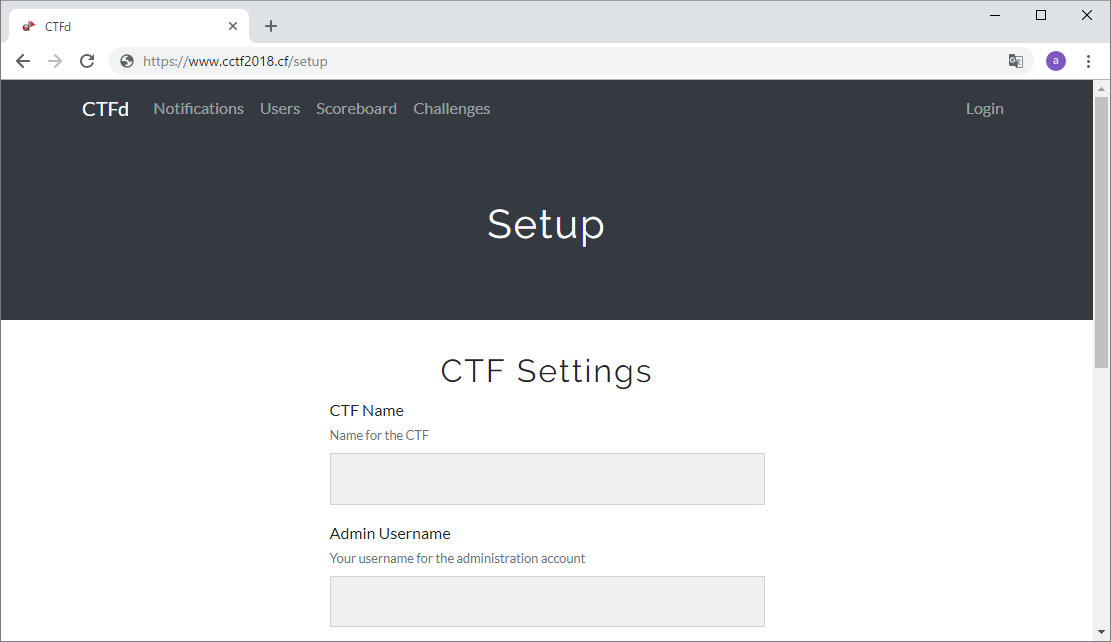 CTFd
https://www.cctf2018.cf/setup
a
CTFd Notifications Users Scoreboard Challenges Login
Setup
CTF Settings
CTF Name
Name for the CTF
Admin Username
Your username for the administration account